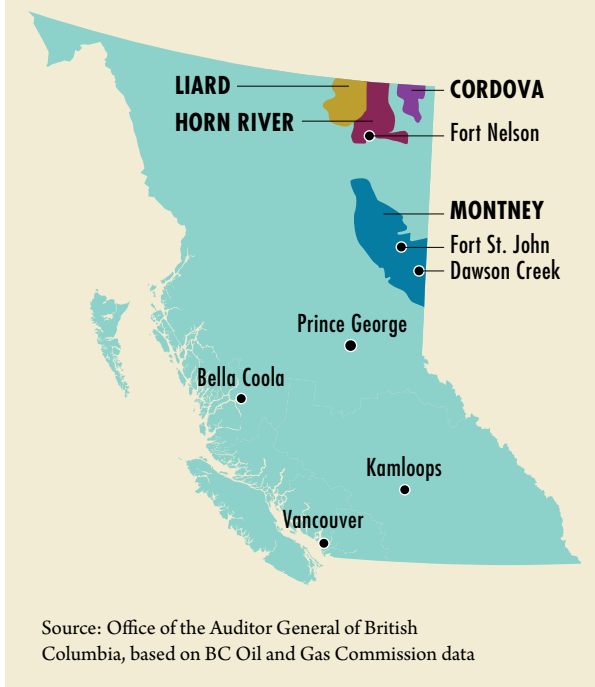 LIARD
CORDOVA
HORN RIVER
Fort Nelson
MONTNEY
Fort St. John
Dawson Creek
Prince George
Bella Coola
Kamloops
Vancouver
Source: Office of the Auditor General of British
Columbia, based on BC Oil and Gas Commission data